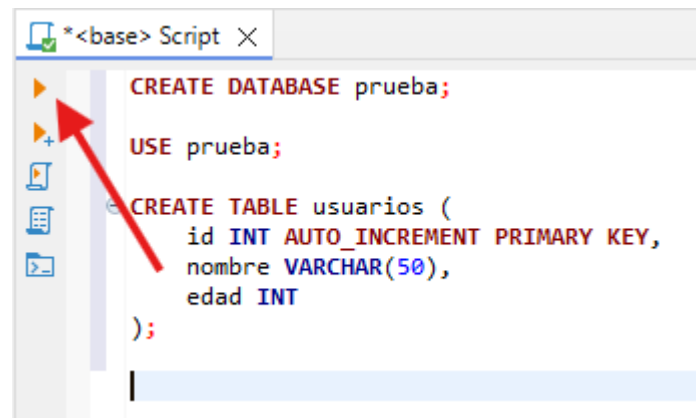 *<base> Script
CREATE DATABASE prueba;
USE prueba;
CREATE TABLE usuarios (
id INT AUTO_INCREMENT PRIMARY KEY,
nombre VARCHAR(50),
edad INT
);